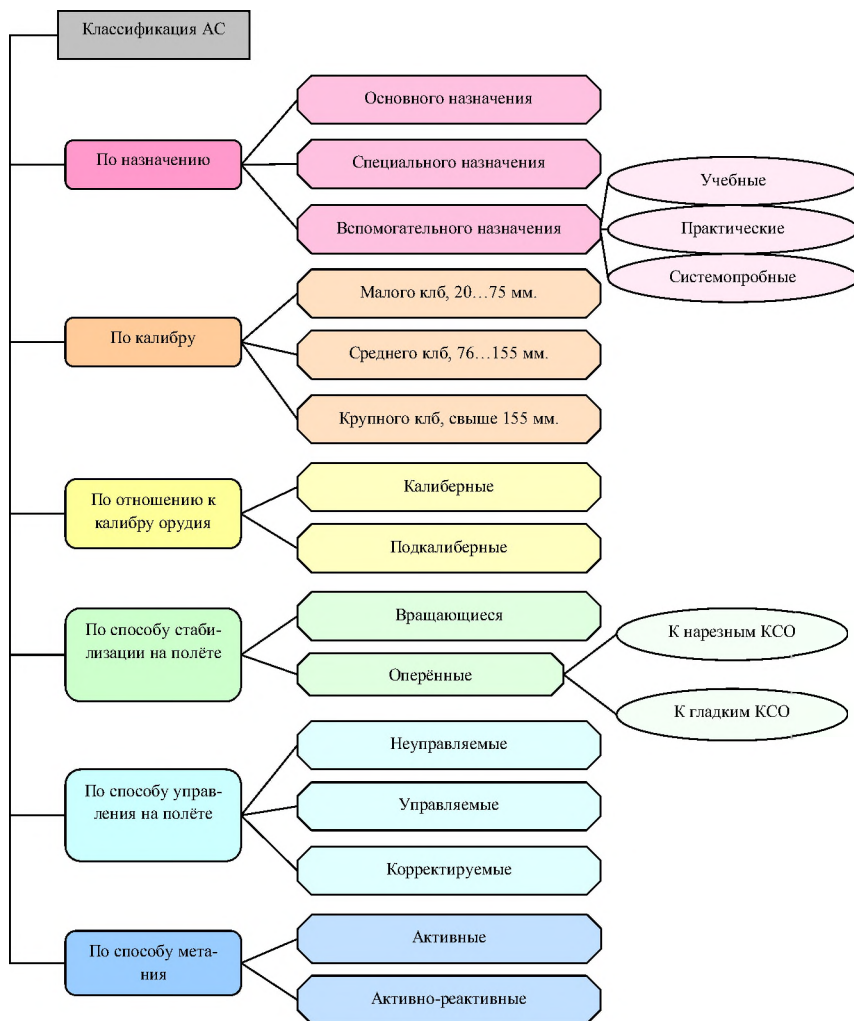 Классификация АС
По назначению
Основного назначения
Специального назначения
Вспомогательного назначения
Учебные
Практические
Системопробные
По калибру
Малого клб, 20…75 мм.
Среднего клб, 76…155 мм.
Крупного клб, свыше 155 мм.
По отношению к
калибру орудия
Калиберные
Подкалиберные
По способу стаби-
лизации на полёте
Вращающиеся
Оперённые
К нарезным КСО
К гладким КСО
По способу управ-
ления на полёте
Неуправляемые
Управляемые
Корректируемые
По способу мета-
ния
Активные
Активно-реактивные